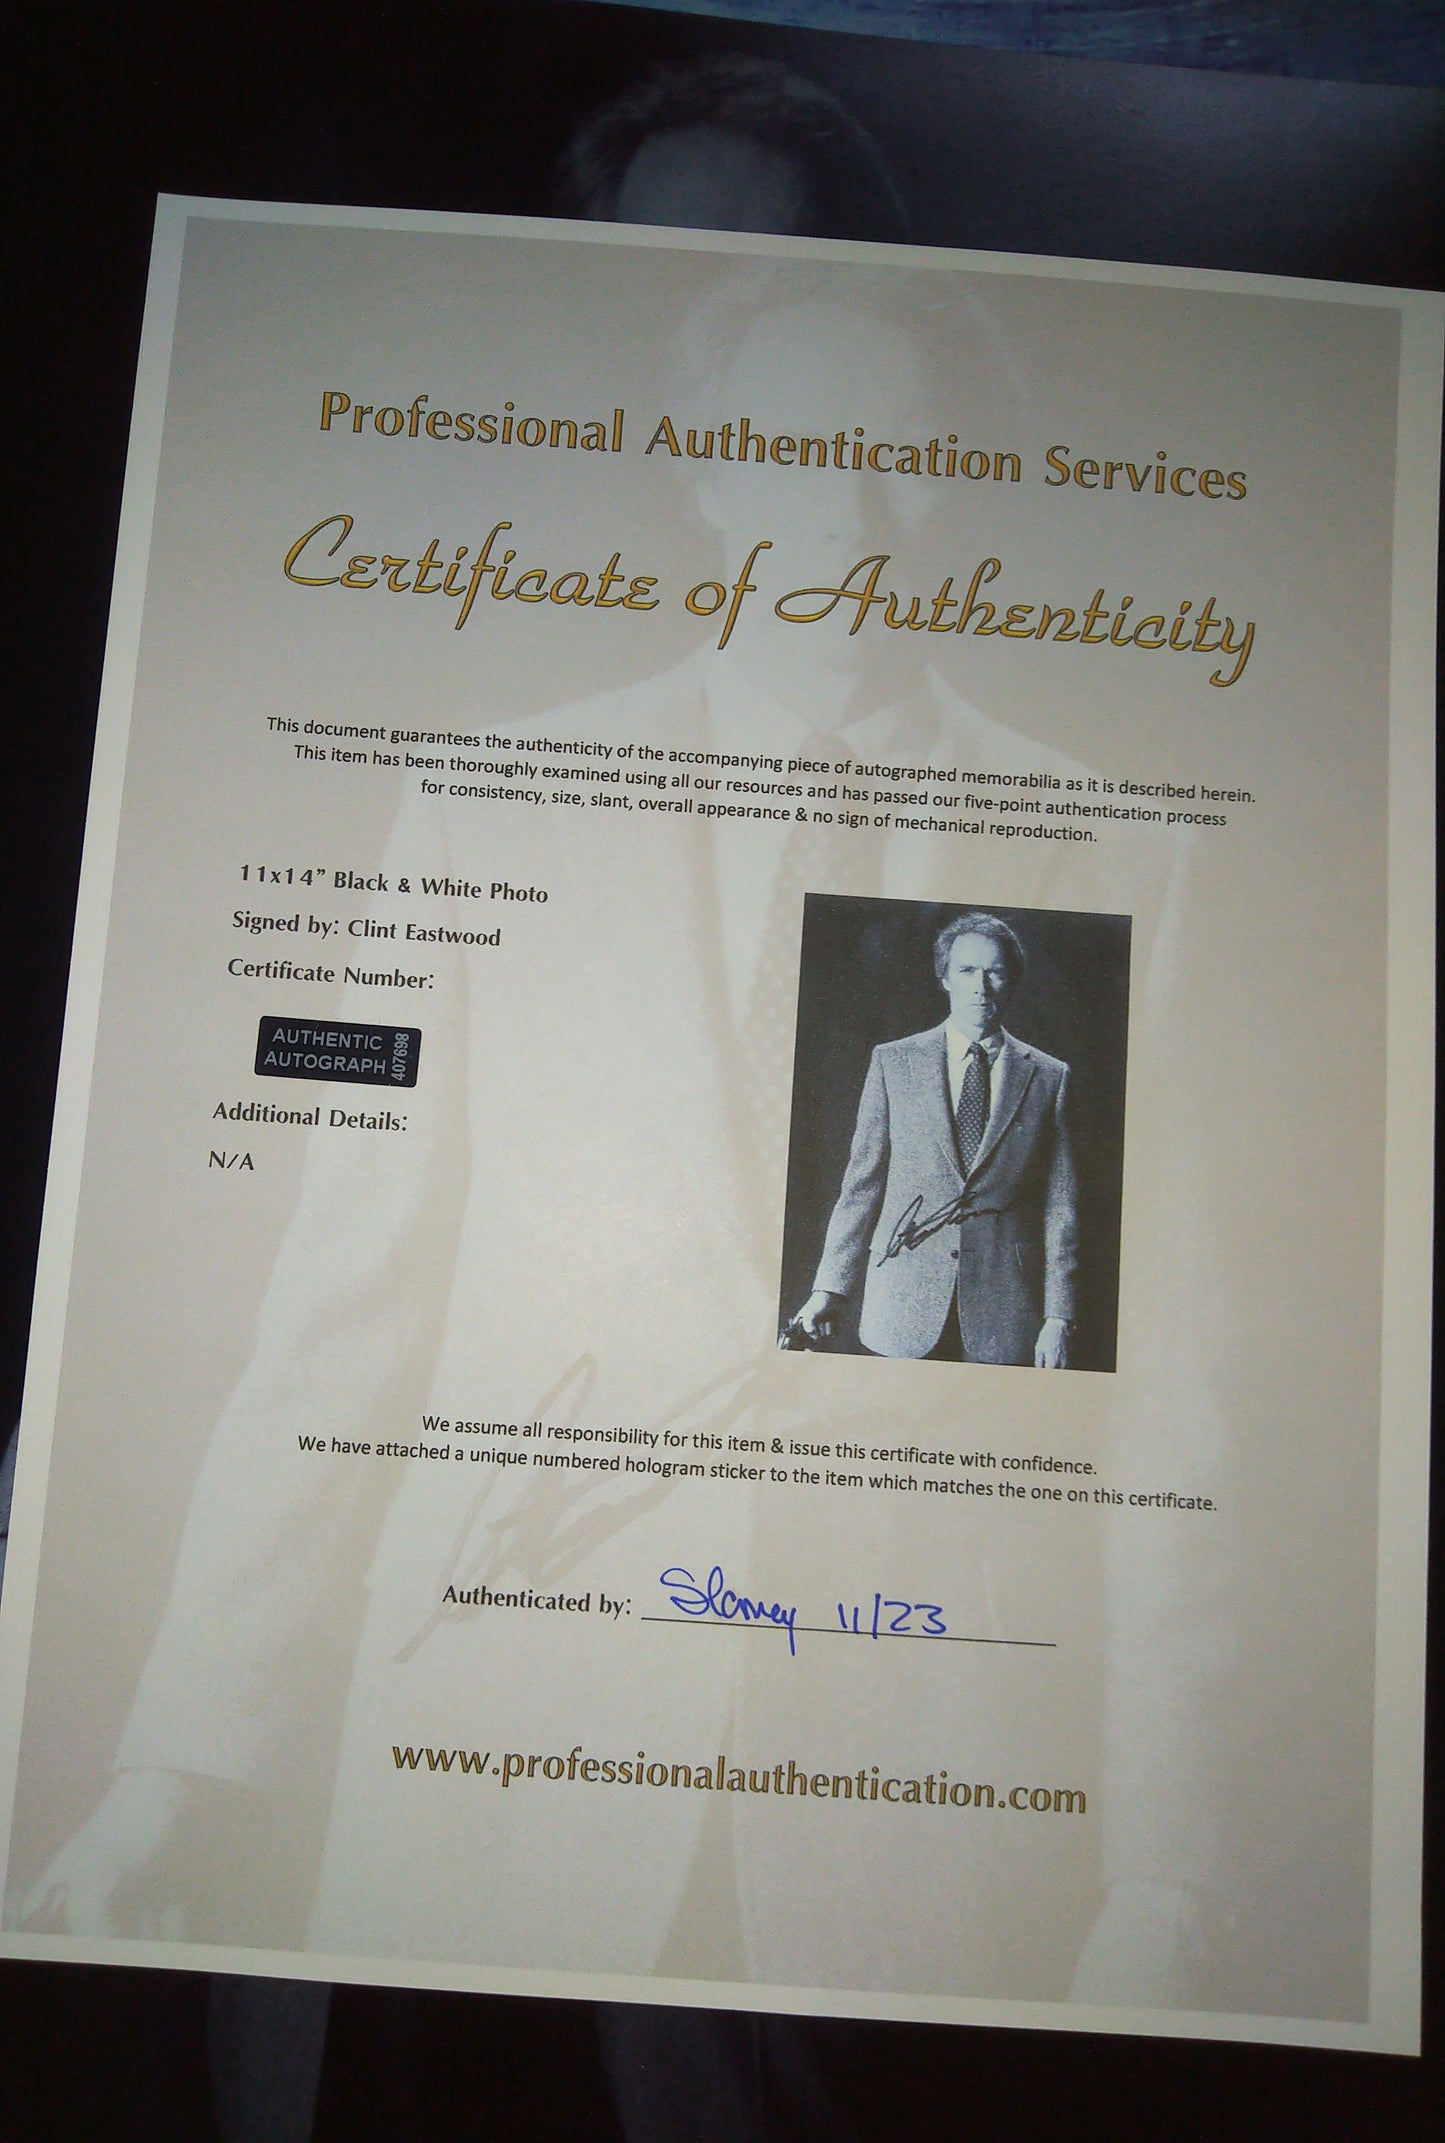 Professional Authentication Services
Certificate of Authenticity
This document guarantees the authenticity of the accompanying piece of autographed memorabilia as it is described herein.
This item has been thoroughly examined using all our resources and has passed our five-point authentication process
for consistency, size, slant, overall appearance & no sign of mechanical reproduction.
11x14” Black & White Photo
Signed by: Clint Eastwood
Certificate Number:
AUTHENTIC
AUTOGRAPH
407698
Additional Details:
N/A
We assume all responsibility for this item & issue this certificate with confidence.
We have attached a unique numbered hologram sticker to the item which matches the one on this certificate.
Authenticated by: 11/23
www.professionalauthentication.com